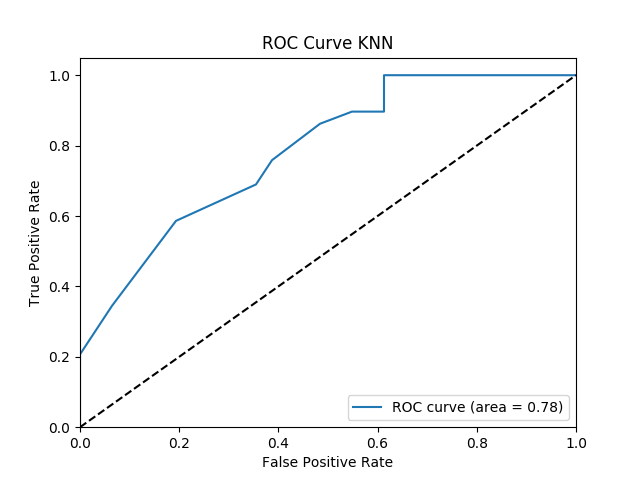 ROC Curve KNN
1.0
0.8
0.6
0.4
0.2
0.0
True Positive Rate
ROC curve (area = 0.78)
0.0 0.2 0.4 0.6 0.8 1.0
False Positive Rate